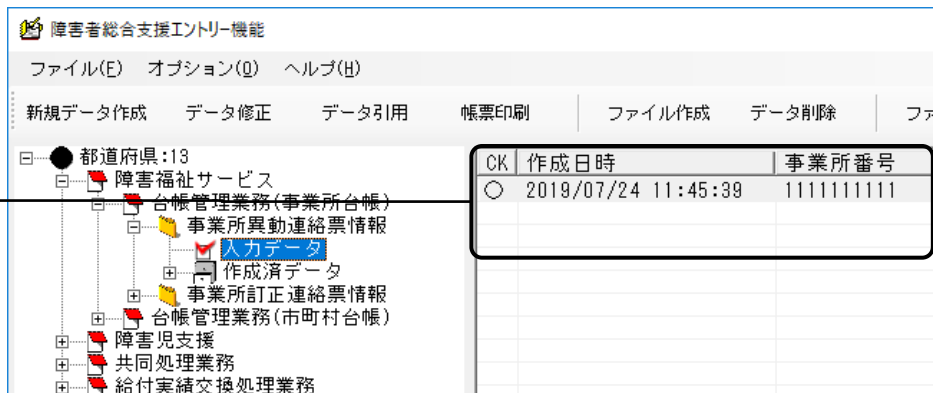 障害者総合支援エントリー機能
ファイル(F) オプション(O) ヘルプ(H)
新規データ作成 データ修正 データ引用 帳票印刷 ファイル作成 データ削除 ファ
都道府県:13
障害福祉サービス
台帳管理業務(事業所台帳)
事業所異動連絡票情報
入力データ
作成済データ
事業所訂正連絡票情報
台帳管理業務(市町村台帳)
障害児支援
共同処理業務
給付実績交換処理業務
CK 作成日時 事業所番号
○ 2019/07/24 11:45:39 1111111111